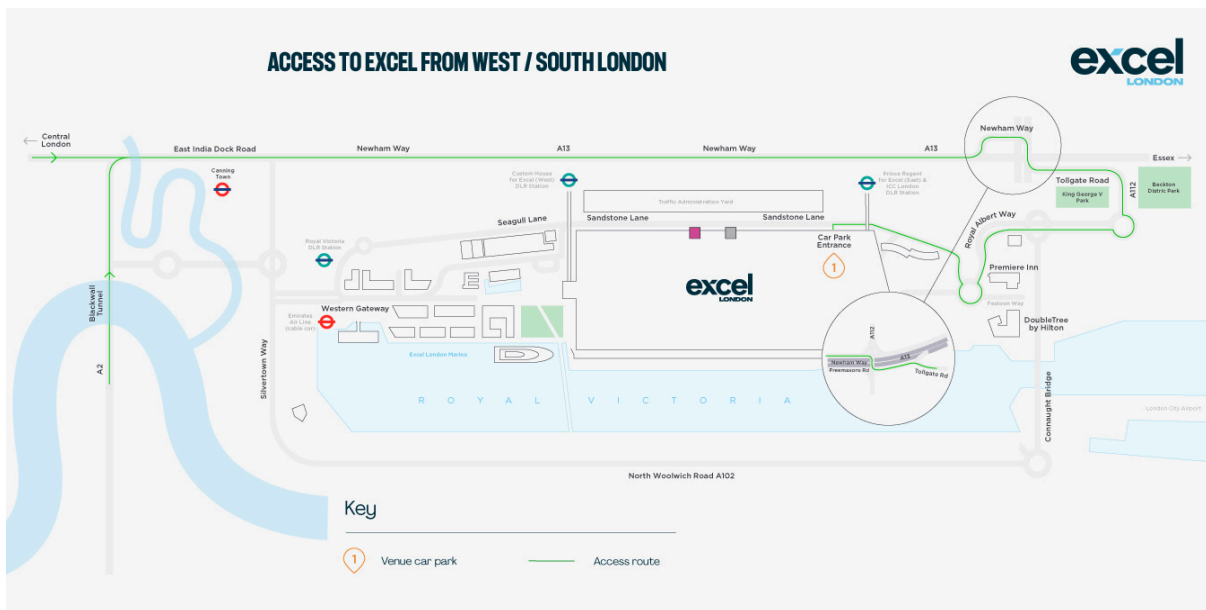 ACCESS TO EXCEL FROM WEST / SOUTH LONDON
excel
LONDON
Central
London
East India Dock Road
Newham Way
A13
Newham Way
A13
Newham Way
Essex
Canning
Town
Custom House
for Excel (West)
DLR Station
Prince Regent
for Excel (East) &
ICC London
DLR Station
Tollgate Road
King George V
Park
A112
Beckton
Distric Park
Traffic Administration Yard
Seagull Lane
Sandstone Lane
Sandstone Lane
Royal Albert Way
Royal Victoria
DLR Station
Car Park
Entrance
1
Premiere Inn
excel
LONDON
Blackwall
Tunnel
Western Gateway
Emirates
Air Line
(cable car)
Festoon Way
DoubleTree
by Hilton
A112
A13
Newham Way
Freemasons Rd
Tollgate Rd
Excel London Marina
A2
Silvertown Way
ROYAL VICTORIA
Connaught Bridge
London City Airport
North Woolwich Road A102
Key
1
Venue car park
Access route